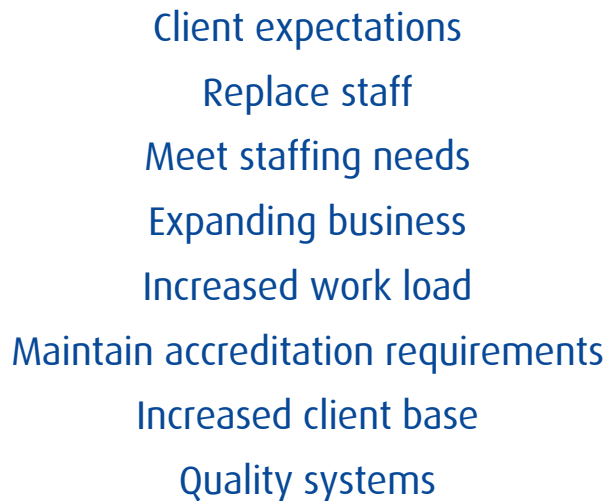 Client expectations
Replace staff
Meet staffing needs
Expanding business
Increased work load
Maintain accreditation requirements
Increased client base
Quality systems